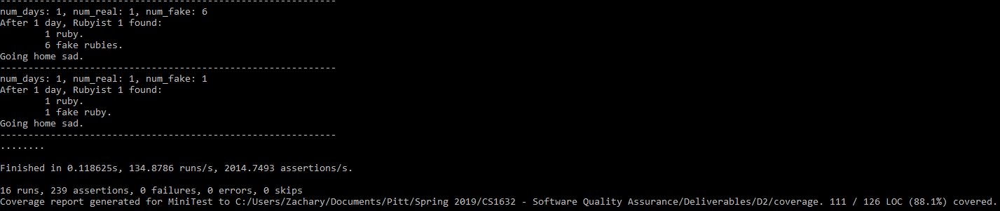 ------------------------------------------------------------
num_days: 1, num_real: 1, num_fake: 6
After 1 day, Rubyist 1 found:
        1 ruby.
        6 fake rubies.
Going home sad.
------------------------------------------------------------
num_days: 1, num_real: 1, num_fake: 1
After 1 day, Rubyist 1 found:
        1 ruby.
        1 fake ruby.
Going home sad.
------------------------------------------------------------
........
Finished in 0.118625s, 134.8786 runs/s, 2014.7493 assertions/s.
16 runs, 239 assertions, 0 failures, 0 errors, 0 skips
Coverage report generated for MiniTest to C:/Users/Zachary/Documents/Pitt/Spring 2019/CS1632 - Software Quality Assurance/Deliverables/D2/coverage. 111 / 126 LOC (88.1%) covered.